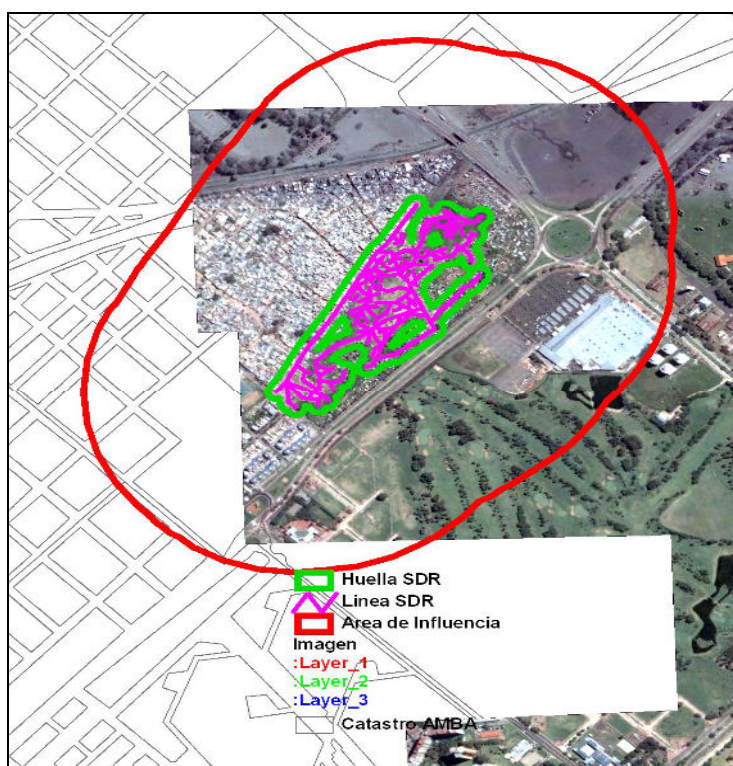 Huella SDR
Linea SDR
Area de Influencia
Imagen
:Layer_1
:Layer_2
:Layer_3
Catastro AMBA